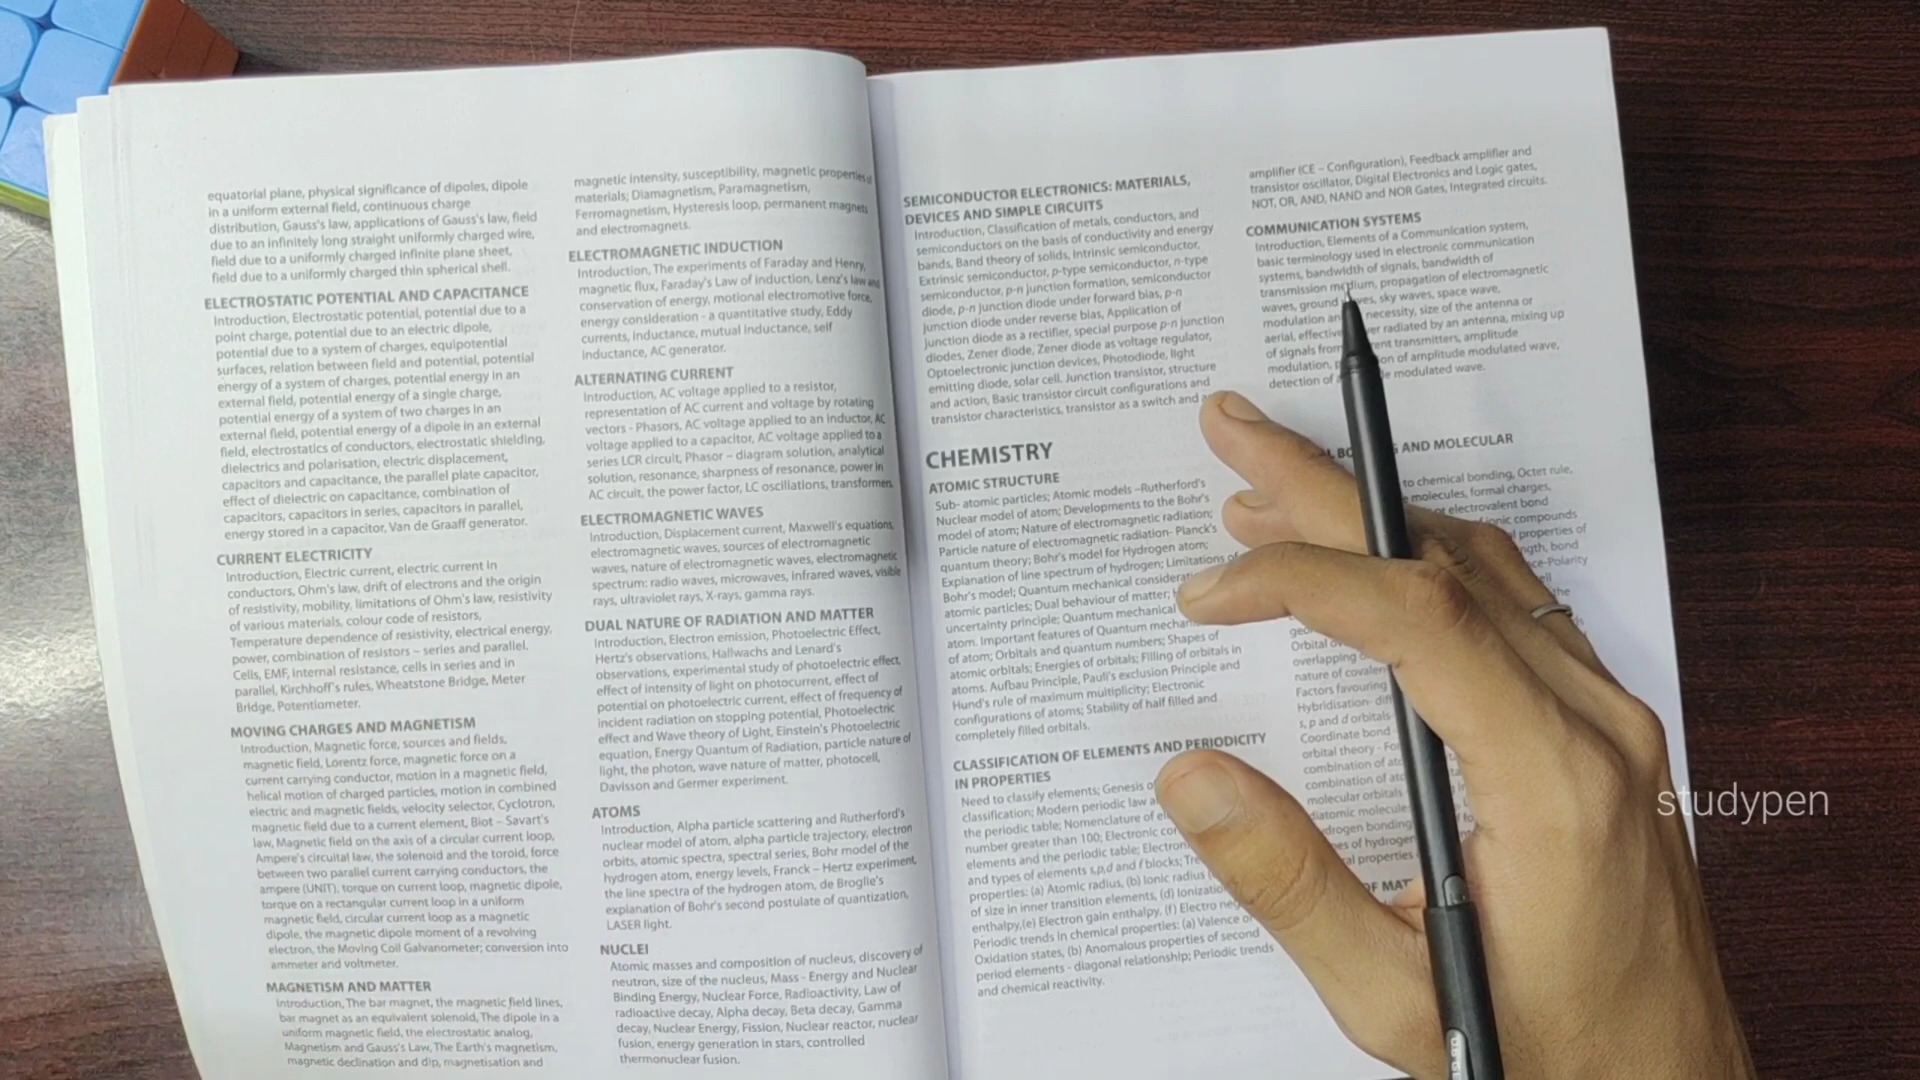 equatorial plane, physical significance of dipoles, dipole
in a uniform external field, continuous charge
distribution, Gauss's law, applications of Gauss's law, field
due to an infinitely long straight uniformly charged wire,
field due to a uniformly charged infinite plane sheet,
field due to a uniformly charged thin spherical shell.
ELECTROSTATIC POTENTIAL AND CAPACITANCE
Introduction, Electrostatic potential, potential due to a
point charge, potential due to an electric dipole,
potential due to a system of charges, equipotential
surfaces, relation between field and potential, potential
energy of a system of charges, potential energy in an
external field, potential energy of a single charge,
potential energy of a system of two charges in an
external field, potential energy of a dipole in an external
field, electrostatics of conductors, electrostatic shielding,
dielectrics and polarisation, electric displacement,
capacitors and capacitance, the parallel plate capacitor,
effect of dielectric on capacitance, combination of
capacitors, capacitors in series, capacitors in parallel,
energy stored in a capacitor, Van de Graaff generator.
CURRENT ELECTRICITY
Introduction, Electric current, electric current in
conductors, Ohm's law, drift of electrons and the origin
of resistivity, mobility, limitations of Ohm's law, resistivity
of various materials, colour code of resistors,
Temperature dependence of resistivity, electrical energy,
power, combination of resistors – series and parallel,
Cells, EMF, internal resistance, cells in series and in
parallel, Kirchhoff's rules, Wheatstone Bridge, Meter
Bridge, Potentiometer.
MOVING CHARGES AND MAGNETISM
Introduction, Magnetic force, sources and fields,
magnetic field, Lorentz force, magnetic force on a
current carrying conductor, motion in a magnetic field,
helical motion of charged particles, motion in combined
electric and magnetic fields, velocity selector, Cyclotron,
magnetic field due to a current element, Biot – Savart's
law, Magnetic field on the axis of a circular current loop,
Ampere's circuital law, the solenoid and the toroid, force
between two parallel current carrying conductors, the
ampere (UNIT), torque on current loop, magnetic dipole,
torque on a rectangular current loop in a uniform
magnetic field, circular current loop as a magnetic
dipole, the magnetic dipole moment of a revolving
electron, the Moving Coil Galvanometer; conversion into
ammeter and voltmeter.
MAGNETISM AND MATTER
Introduction, The bar magnet, the magnetic field lines,
bar magnet as an equivalent solenoid, The dipole in a
uniform magnetic field, the electrostatic analog,
Magnetism and Gauss's Law, The Earth's magnetism,
magnetic declination and dip, magnetisation and
magnetic intensity, susceptibility, magnetic properties of
materials; Diamagnetism, Paramagnetism,
Ferromagnetism, Hysteresis loop, permanent magnets
and electromagnets.
ELECTROMAGNETIC INDUCTION
Introduction, The experiments of Faraday and Henry,
magnetic flux, Faraday's Law of induction, Lenz's law and
conservation of energy, motional electromotive force,
energy consideration - a quantitative study, Eddy
currents, inductance, mutual inductance, self
inductance, AC generator.
ALTERNATING CURRENT
Introduction, AC voltage applied to a resistor,
representation of AC current and voltage by rotating
vectors - Phasors, AC voltage applied to an inductor, AC
voltage applied to a capacitor, AC voltage applied to a
series LCR circuit, Phasor – diagram solution, analytical
solution, resonance, sharpness of resonance, power in
AC circuit, the power factor, LC oscillations, transformers.
ELECTROMAGNETIC WAVES
Introduction, Displacement current, Maxwell's equations,
electromagnetic waves, sources of electromagnetic
waves, nature of electromagnetic waves, electromagnetic
spectrum: radio waves, microwaves, infrared waves, visible
rays, ultraviolet rays, X-rays, gamma rays.
DUAL NATURE OF RADIATION AND MATTER
Introduction, Electron emission, Photoelectric Effect,
Hertz's observations, Hallwachs and Lenard's
observations, experimental study of photoelectric effect,
effect of intensity of light on photocurrent, effect of
potential on photoelectric current, effect of frequency of
incident radiation on stopping potential, Photoelectric
effect and Wave theory of Light, Einstein's Photoelectric
equation, Energy Quantum of Radiation, particle nature of
light, the photon, wave nature of matter, photocell,
Davisson and Germer experiment.
ATOMS
Introduction, Alpha particle scattering and Rutherford's
nuclear model of atom, alpha particle trajectory, electron
orbits, atomic spectra, spectral series, Bohr model of the
hydrogen atom, energy levels, Franck – Hertz experiment,
the line spectra of the hydrogen atom, de Broglie's
explanation of Bohr's second postulate of quantization,
LASER light.
NUCLEI
Atomic masses and composition of nucleus, discovery of
neutron, size of the nucleus, Mass - Energy and Nuclear
Binding Energy, Nuclear Force, Radioactivity, Law of
radioactive decay, Alpha decay, Beta decay, Gamma
decay, Nuclear Energy, Fission, Nuclear reactor, nuclear
fusion, energy generation in stars, controlled
thermonuclear fusion.
SEMICONDUCTOR ELECTRONICS: MATERIALS,
DEVICES AND SIMPLE CIRCUITS
Introduction, Classification of metals, conductors, and
semiconductors on the basis of conductivity and energy
bands, Band theory of solids, Intrinsic semiconductor,
Extrinsic semiconductor, p-type semiconductor, n-type
semiconductor, p-n junction formation, semiconductor
diode, p-n junction diode under forward bias, p-n
junction diode under reverse bias, Application of
junction diode as a rectifier, special purpose p-n junction
diodes, Zener diode, Zener diode as voltage regulator,
Optoelectronic junction devices, Photodiode, light
emitting diode, solar cell. Junction transistor, structure
and action, Basic transistor circuit configurations and
transistor characteristics, transistor as a switch and
amplifier (CE – Configuration), Feedback amplifier and
transistor oscillator, Digital Electronics and Logic gates,
NOT, OR, AND, NAND and NOR Gates, Integrated circuits.
COMMUNICATION SYSTEMS
Introduction, Elements of a Communication system,
basic terminology used in electronic communication
systems, bandwidth of signals, bandwidth of
transmission medium, propagation of electromagnetic
waves, ground waves, sky waves, space wave,
modulation and necessity, size of the antenna or
aerial, effective radiated by an antenna, mixing up
of signals from transmitters, amplitude
modulation, of amplitude modulated wave,
detection of modulated wave.
CHEMISTRY
ATOMIC STRUCTURE
Sub- atomic particles; Atomic models –Rutherford's
Nuclear model of atom; Developments to the Bohr's
model of atom; Nature of electromagnetic radiation;
Particle nature of electromagnetic radiation- Planck's
quantum theory; Bohr's model for Hydrogen atom;
Explanation of line spectrum of hydrogen; Limitations of
Bohr's model; Quantum mechanical
atomic particles; Dual behaviour of matter;
uncertainty principle; Quantum mechanical
atom. Important features of Quantum
of atom; Orbitals and quantum numbers; Shapes of
atomic orbitals; Energies of orbitals; Filling of orbitals in
atoms. Aufbau Principle, Pauli's exclusion Principle and
Hund's rule of maximum multiplicity; Electronic
configurations of atoms; Stability of half filled and
completely filled orbitals.
CLASSIFICATION OF ELEMENTS AND PERIODICITY
IN PROPERTIES
Need to classify elements; Genesis of
classification; Modern periodic law
the periodic table; Nomenclature of
number greater than 100; Electronic
elements and the periodic table;
and types of elements s,p,d and f blocks;
properties: (a) Atomic radius, (b) Ionic radius
of size in inner transition elements, (d)
enthalpy,(e) Electron gain enthalpy, (f) Electro
Periodic trends in chemical properties: (a) Valence or
Oxidation states, (b) Anomalous properties of second
period elements - diagonal relationship; Periodic trends
and chemical reactivity.
AND MOLECULAR
to chemical bonding, Octet rule,
molecules, formal charges,
or electrovalent bond
ionic compounds
properties of
bond
the
Orbital
overlapping
nature of
Factors favouring
Hybridisation-
s, p and d orbitals
Coordinate bond
orbital theory -
combination of
combination of
molecular orbitals
bonding
of hydrogen
properties
studypen